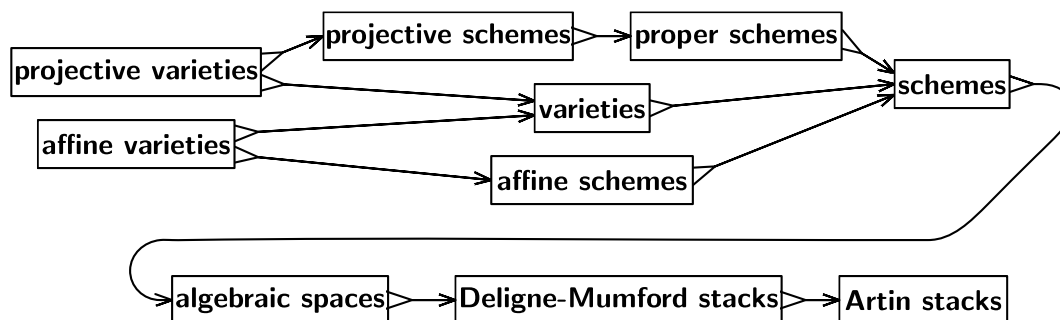 projective schemes
proper schemes
projective varieties
schemes
varieties
affine varieties
affine schemes
algebraic spaces
Deligne-Mumford stacks
Artin stacks